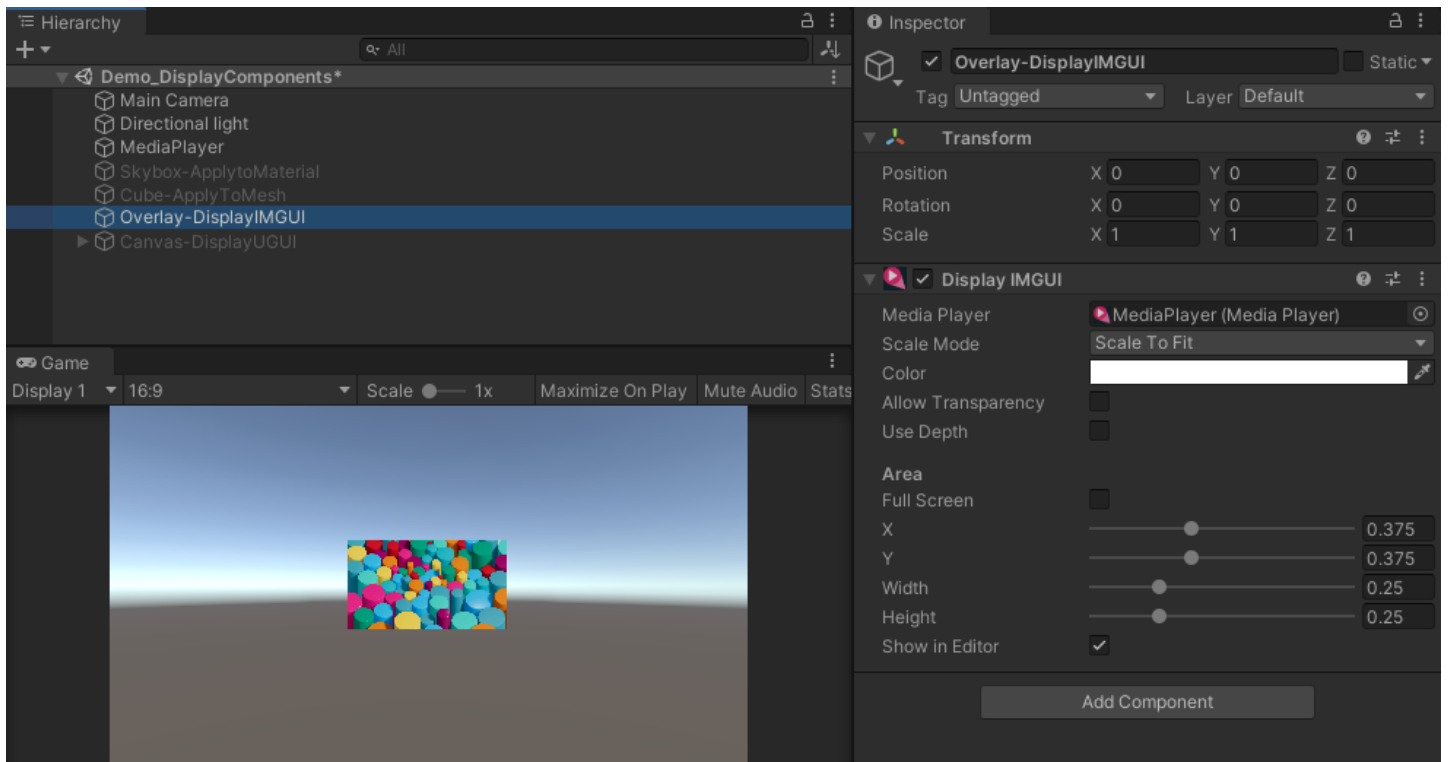 Hierarchy
All
Demo_DisplayComponents*
Main Camera
Directional light
MediaPlayer
Skybox-ApplytoMaterial
Cube-ApplyToMesh
Overlay-DisplayIMGUI
Canvas-DisplayUGUI
Game
Display 1 16:9 Scale 1x Maximize On Play Mute Audio Stats
Inspector
Overlay-DisplayIMGUI Static
Tag Untagged Layer Default
Transform
Position X 0 Y 0 Z 0
Rotation X 0 Y 0 Z 0
Scale X 1 Y 1 Z 1
Display IMGUI
Media Player MediaPlayer (Media Player)
Scale Mode Scale To Fit
Color
Allow Transparency
Use Depth
Area
Full Screen
X 0.375
Y 0.375
Width 0.25
Height 0.25
Show in Editor
Add Component